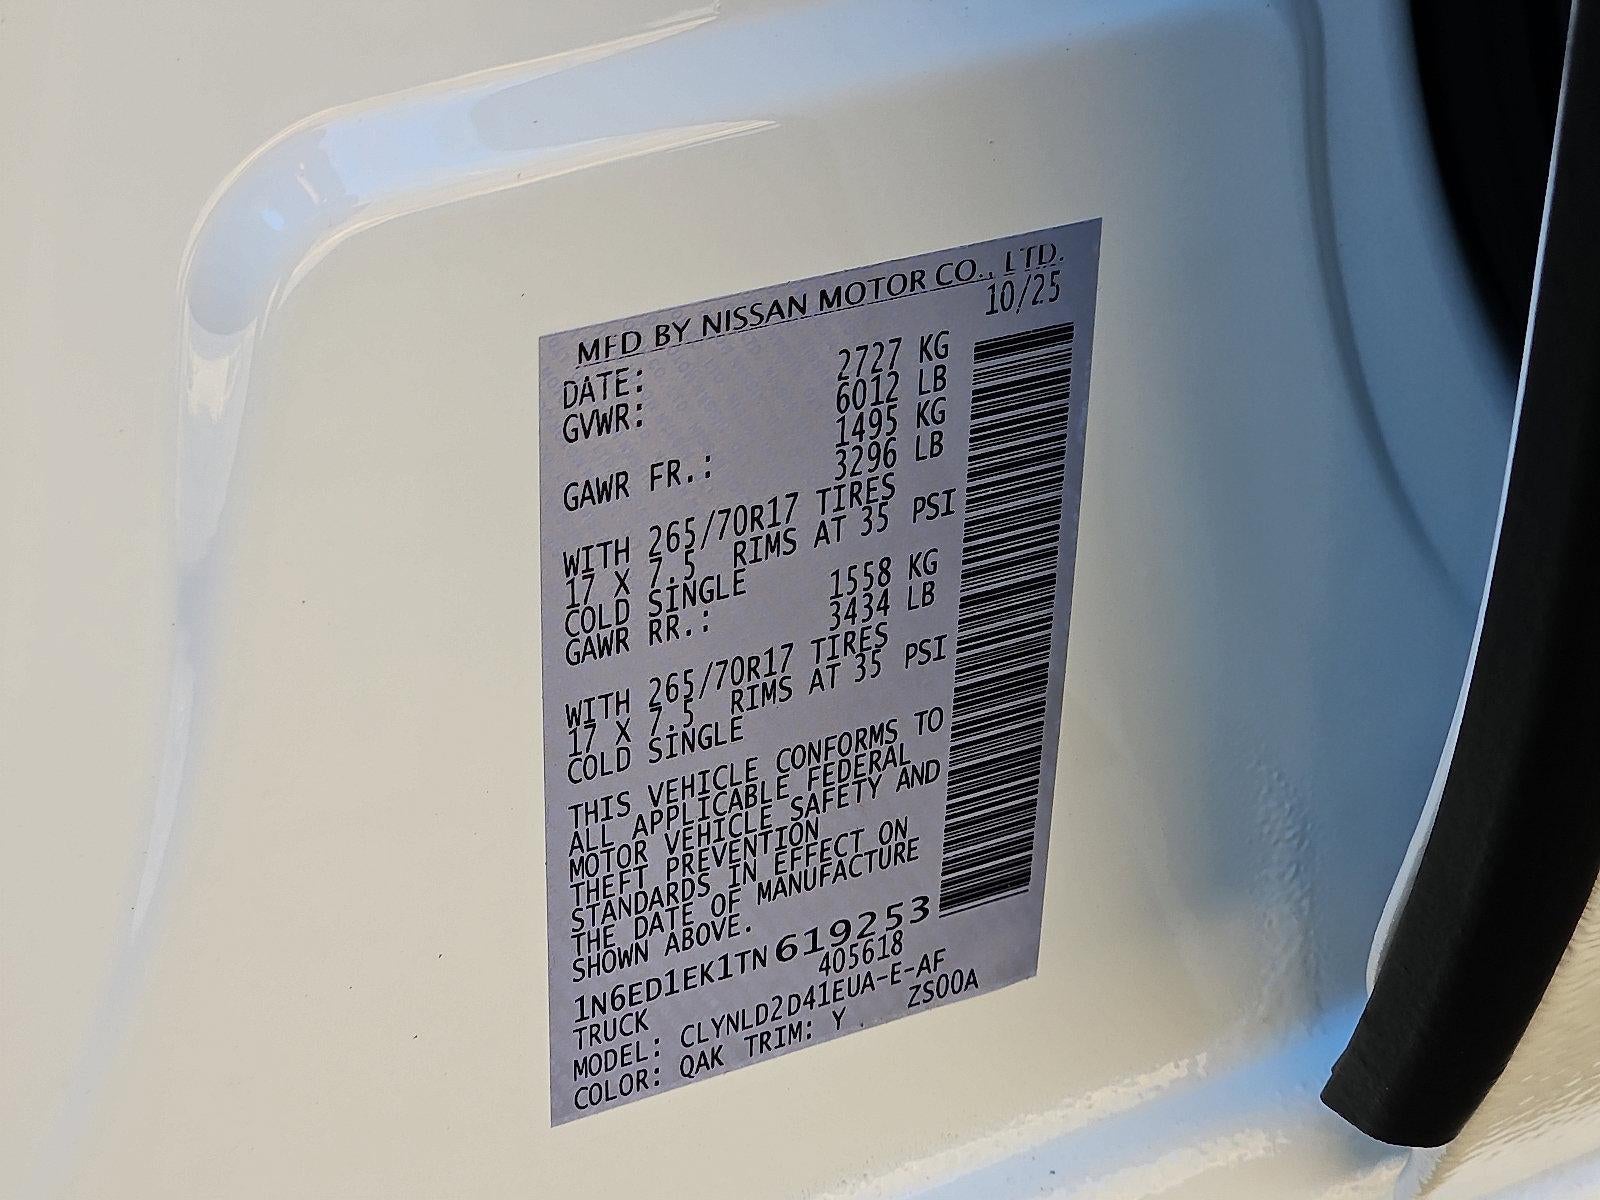 MFD BY NISSAN MOTOR CO., LTD.
DATE: 10/25
GVWR: 2727 KG
6012 LB
GAWR FR.: 1495 KG
3296 LB
WITH 265/70R17 TIRES
17 X 7.5 RIMS AT 35 PSI
COLD SINGLE
GAWR RR.: 1558 KG
3434 LB
WITH 265/70R17 TIRES
17 X 7.5 RIMS AT 35 PSI
COLD SINGLE
THIS VEHICLE CONFORMS TO
ALL APPLICABLE FEDERAL
MOTOR VEHICLE SAFETY AND
THEFT PREVENTION
STANDARDS IN EFFECT ON
THE DATE OF MANUFACTURE
SHOWN ABOVE.
1N6ED1EK1TN619253
TRUCK 405618
MODEL: CLYNLD2D41EUA-E-AF
COLOR: QAK TRIM: Y ZS00A